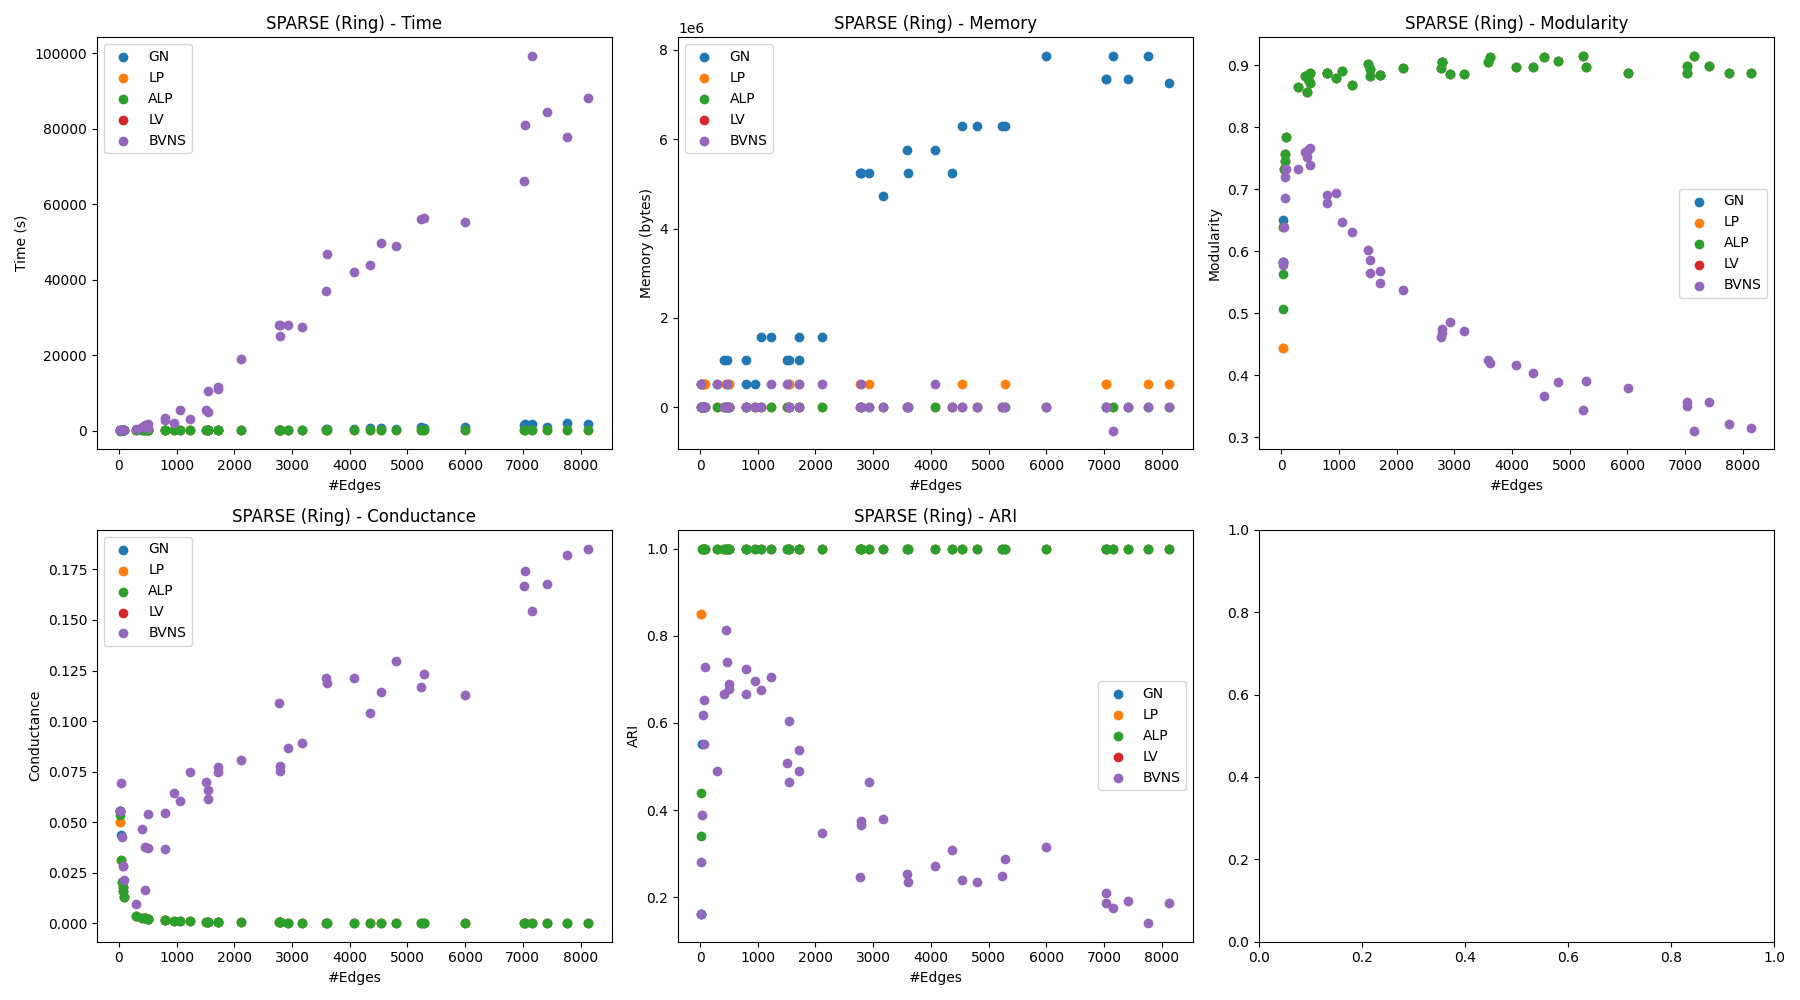 SPARSE (Ring) - Time
GN
LP
ALP
LV
BVNS
100000
80000
60000
40000
20000
0
Time (s)
0 1000 2000 3000 4000 5000 6000 7000 8000
#Edges
SPARSE (Ring) - Memory
1e6
GN
LP
ALP
LV
BVNS
8
6
4
2
0
Memory (bytes)
0 1000 2000 3000 4000 5000 6000 7000 8000
#Edges
SPARSE (Ring) - Modularity
0.9
0.8
0.7
0.6
0.5
0.4
0.3
Modularity
GN
LP
ALP
LV
BVNS
0 1000 2000 3000 4000 5000 6000 7000 8000
#Edges
SPARSE (Ring) - Conductance
GN
LP
ALP
LV
BVNS
0.175
0.150
0.125
0.100
0.075
0.050
0.025
0.000
Conductance
0 1000 2000 3000 4000 5000 6000 7000 8000
#Edges
SPARSE (Ring) - ARI
1.0
0.8
0.6
0.4
0.2
ARI
GN
LP
ALP
LV
BVNS
0 1000 2000 3000 4000 5000 6000 7000 8000
#Edges
1.0
0.8
0.6
0.4
0.2
0.0
0.0 0.2 0.4 0.6 0.8 1.0